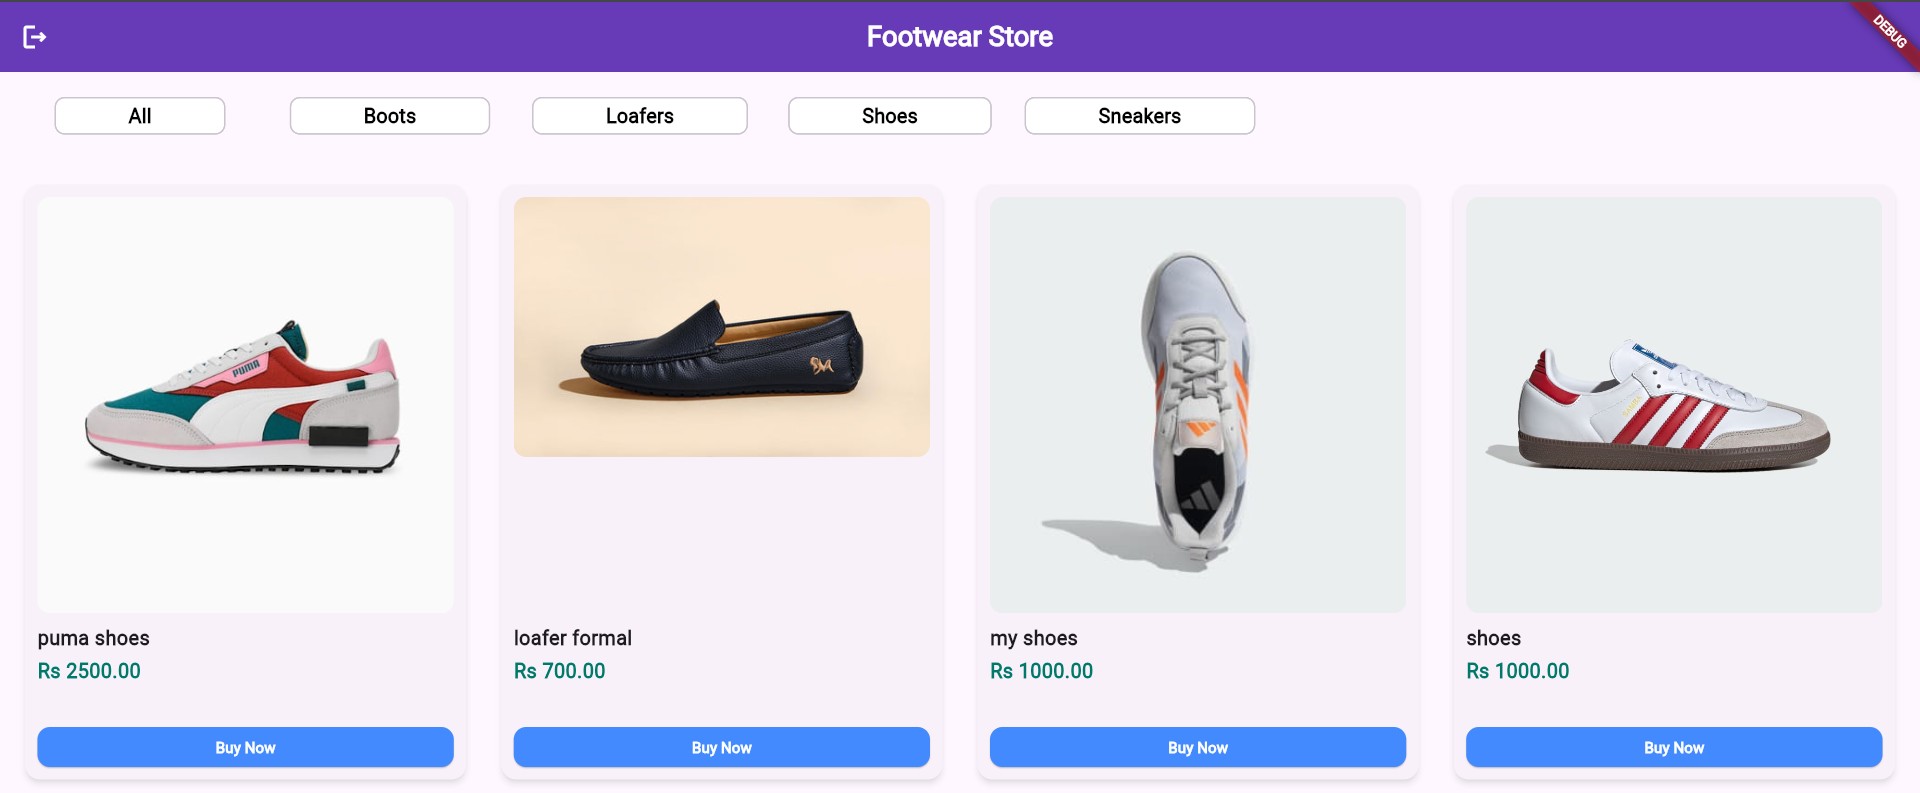 Footwear Store
DEBUG
All
Boots
Loafers
Shoes
Sneakers
PUMA
puma shoes
Rs 2500.00
Buy Now
loafer formal
Rs 700.00
Buy Now
my shoes
Rs 1000.00
Buy Now
shoes
Rs 1000.00
Buy Now